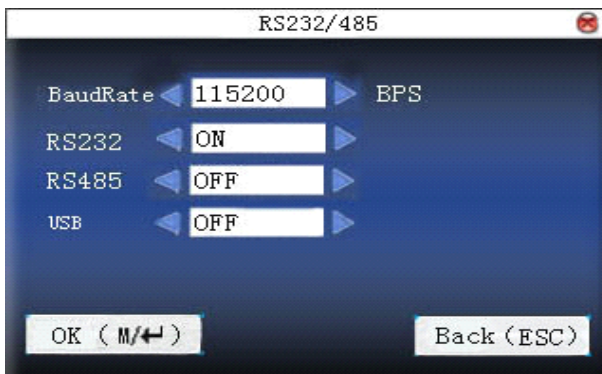 RS232/485
BaudRate 115200 BPS
RS232 ON
RS485 OFF
USB OFF
OK (M/↵) Back(ESC)